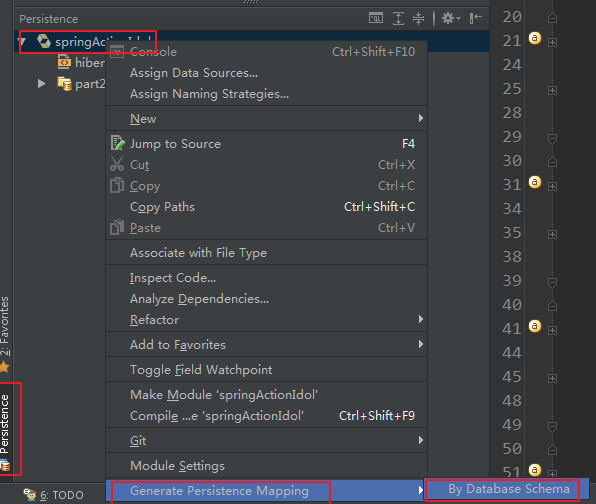 Persistence
springActionIdol
hiber
part2
Console Ctrl+Shift+F10
Assign Data Sources...
Assign Naming Strategies...
New
Jump to Source F4
Cut Ctrl+X
Copy Ctrl+C
Copy Paths Ctrl+Shift+C
Paste Ctrl+V
Associate with File Type
Inspect Code...
Analyze Dependencies...
Refactor
Add to Favorites
Toggle Field Watchpoint
Make Module 'springActionIdol'
Compile ...e 'springActionIdol' Ctrl+Shift+F9
Git
Module Settings
Generate Persistence Mapping
By Database Schema
2: Favorites
Persistence
6: TODO
20
21
24
25
28
29
30
31
34
35
38
39
40
41
44
45
48
49
50
51